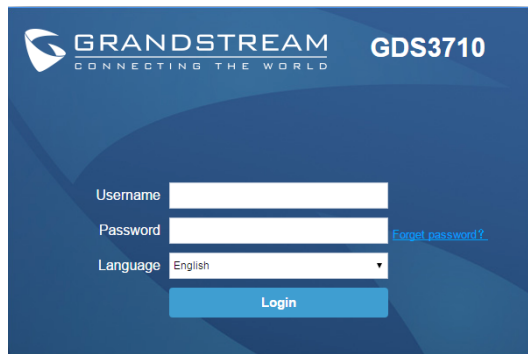 GRANDSTREAM GDS3710
CONNECTING THE WORLD
Username
Password
Forget password?
Language English
Login